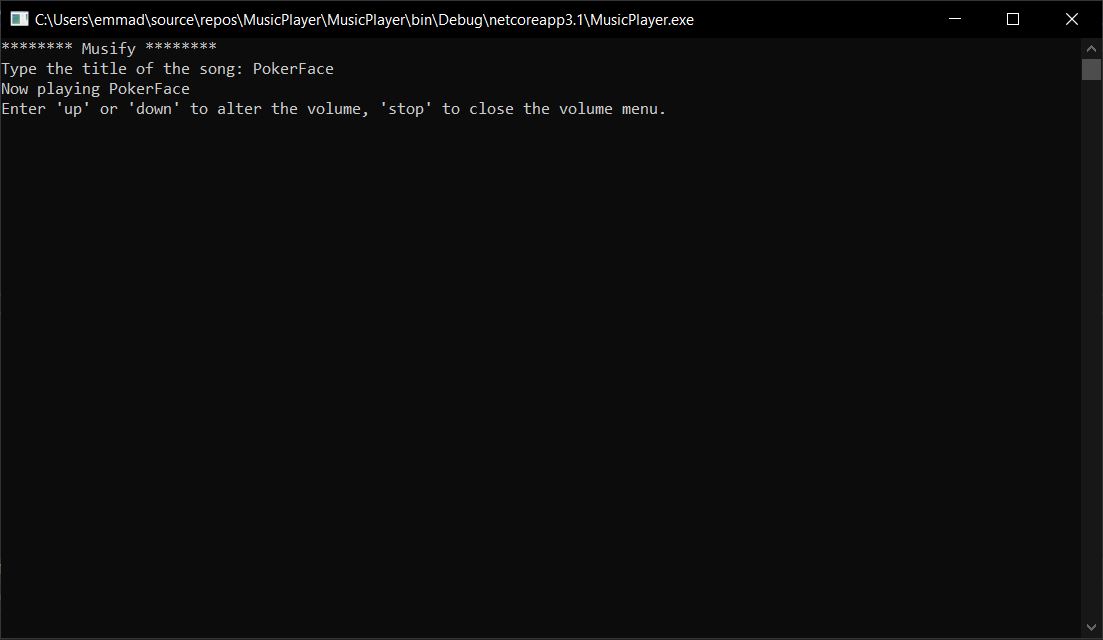 C:\Users\emmad\source\repos\MusicPlayer\MusicPlayer\bin\Debug\netcoreapp3.1\MusicPlayer.exe
******** Musify ********
Type the title of the song: PokerFace
Now playing PokerFace
Enter 'up' or 'down' to alter the volume, 'stop' to close the volume menu.